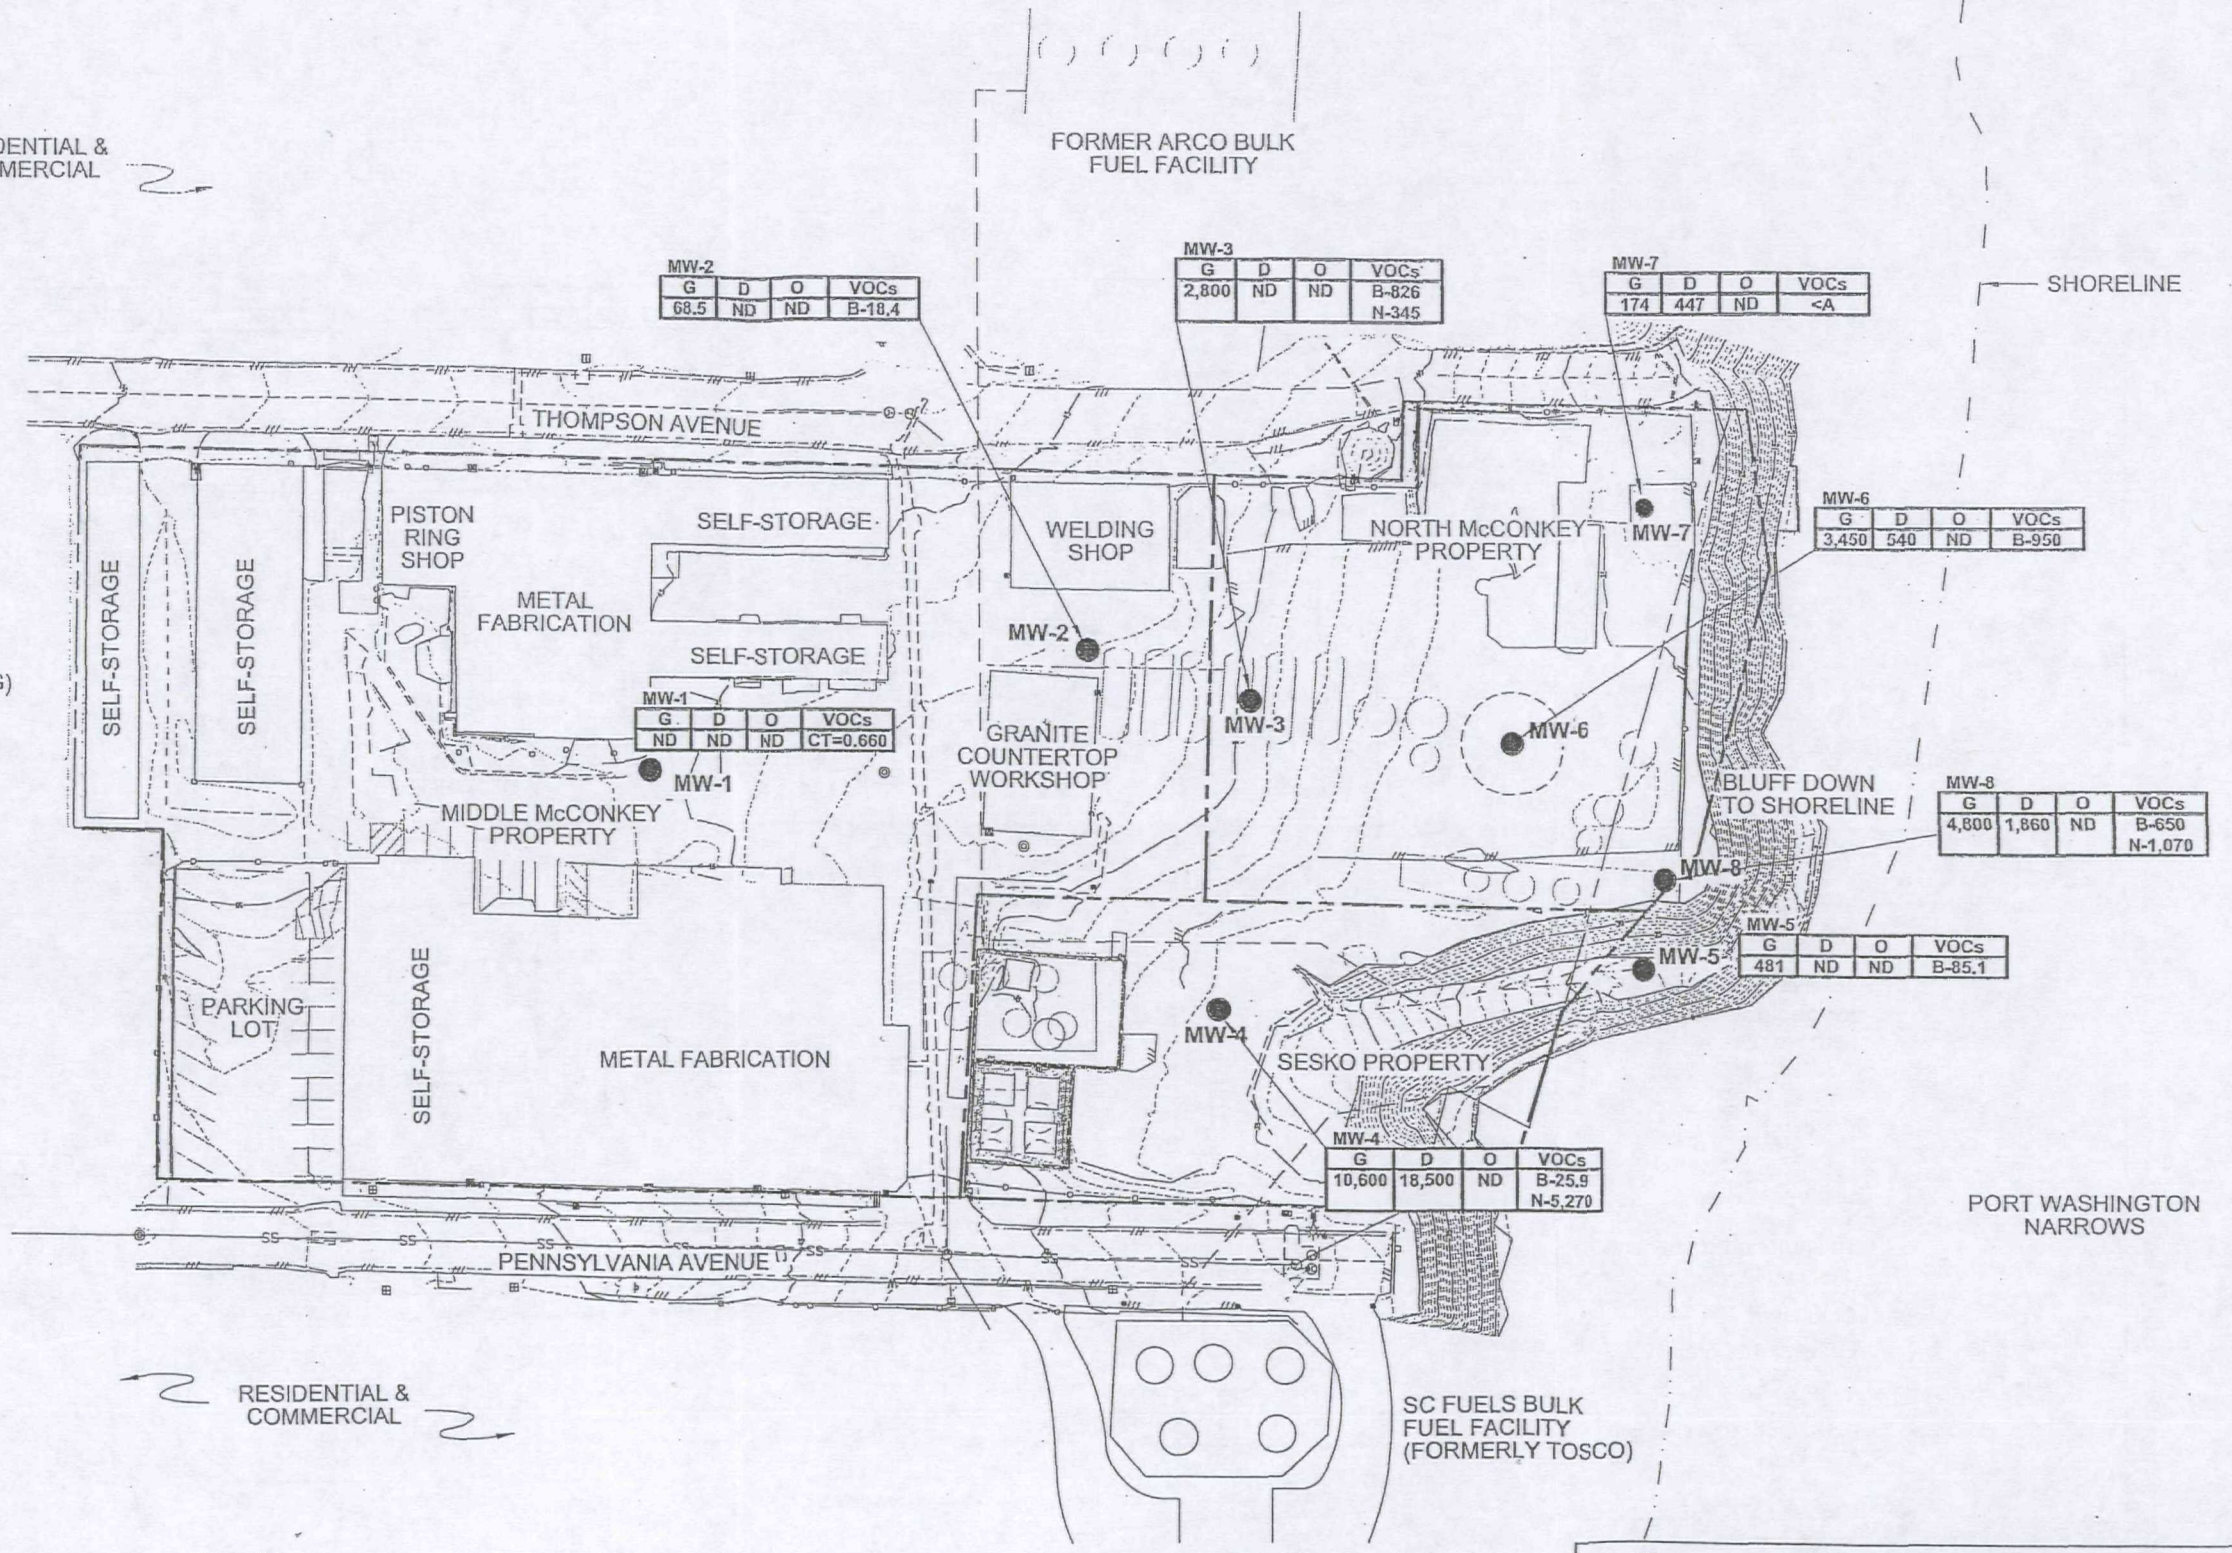 FORMER ARCO BULK
FUEL FACILITY
DENTIAL &
MERCIAL
MW-2
G D O VOCs
68.5 ND ND B-18.4
MW-3
G D O VOCs
2,800 ND ND B-826
N-345
MW-7
G D O VOCs
174 447 ND <A
SHORELINE
THOMPSON AVENUE
MW-6
G D O VOCs
3,450 540 ND B-950
PISTON
RING
SHOP
SELF-STORAGE
WELDING
SHOP
NORTH McCONKEY
PROPERTY
MW-7
SELF-STORAGE
SELF-STORAGE
METAL
FABRICATION
SELF-STORAGE
MW-2
MW-3
MW-6
MW-1
G D O VOCs
ND ND ND CT=0.660
MW-1
GRANITE
COUNTERTOP
WORKSHOP
MIDDLE McCONKEY
PROPERTY
BLUFF DOWN
TO SHORELINE
MW-8
G D O VOCs
4,800 1,860 ND B-650
N-1,070
MW-8
MW-5
G D O VOCs
481 ND ND B-85.1
MW-5
PARKING
LOT
SELF-STORAGE
METAL FABRICATION
MW-4
SESKO PROPERTY
MW-4
G D O VOCs
10,600 18,500 ND B-25.9
N-5,270
PORT WASHINGTON
NARROWS
SS SS SS SS SS SS
PENNSYLVANIA AVENUE
RESIDENTIAL &
COMMERCIAL
SC FUELS BULK
FUEL FACILITY
(FORMERLY TOSCO)